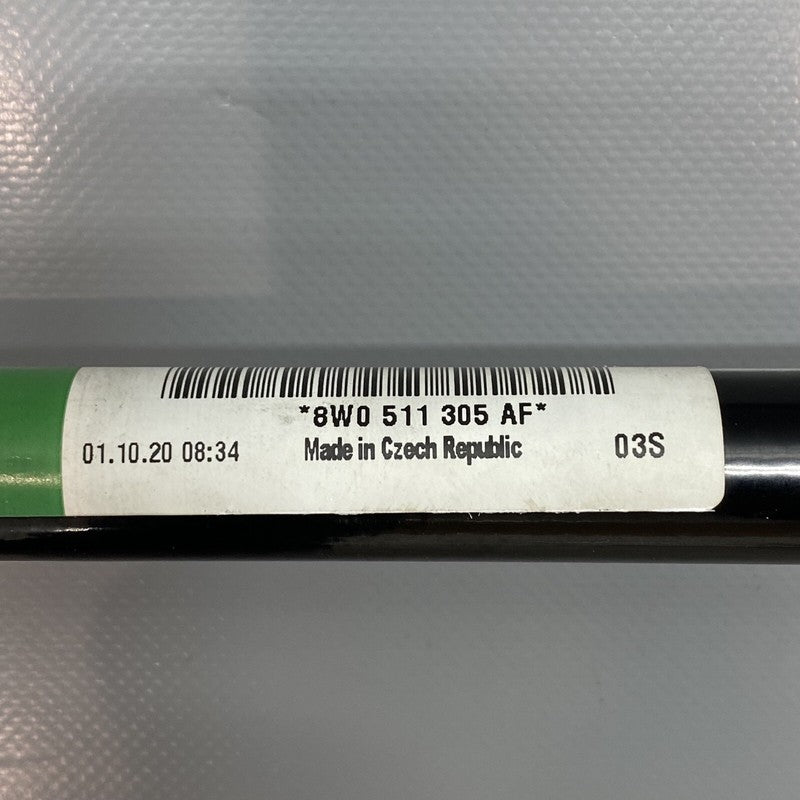 *8W0 511 305 AF*
01.10.20 08:34 Made in Czech Republic 03S